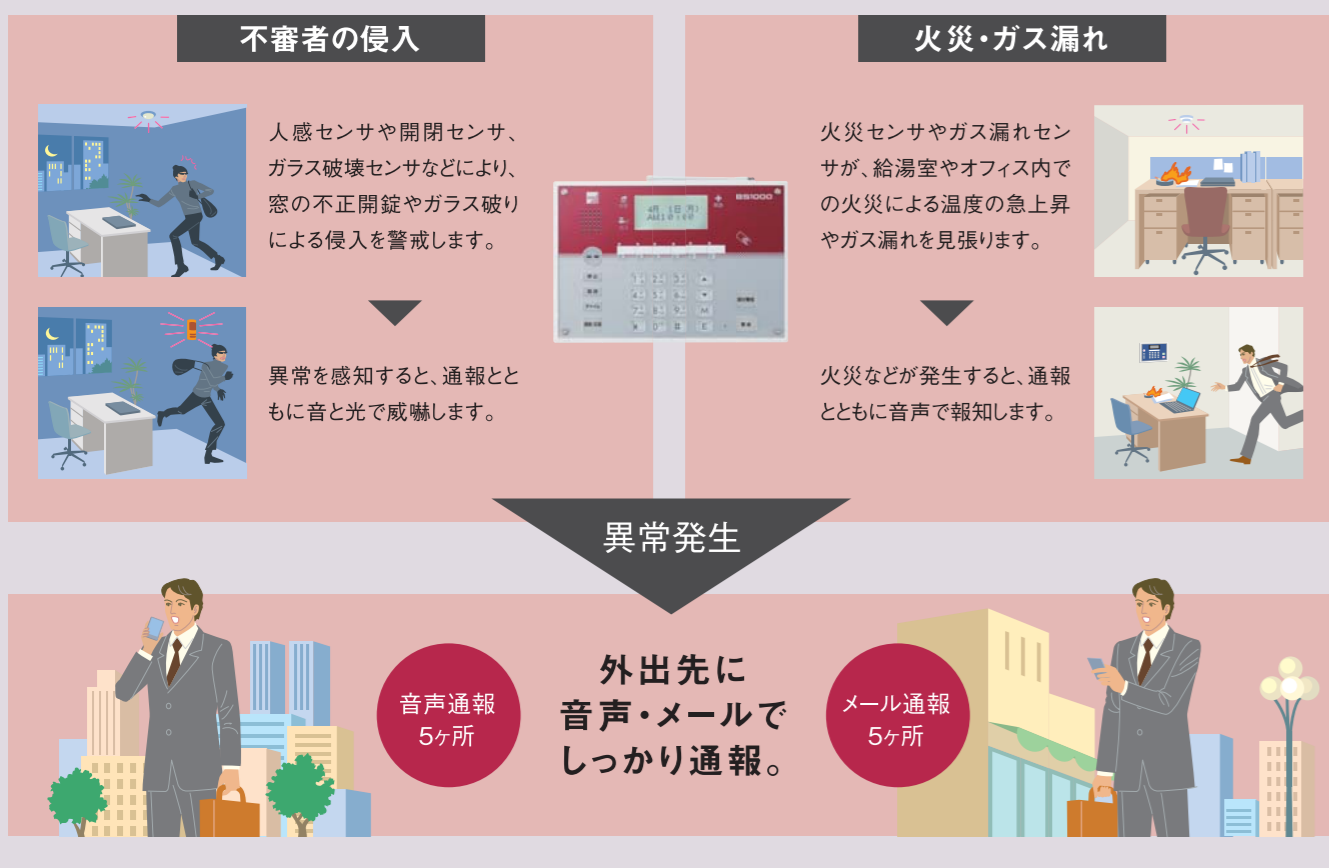 不審者の侵入
人感センサや開閉センサ、
ガラス破壊センサなどにより、
窓の不正開錠やガラス破り
による侵入を警戒します。
異常を感知すると、通報とと
もに音と光で威嚇します。
BS1000
4月 1日(月)
AM10:00
火災・ガス漏れ
火災センサやガス漏れセン
サが、給湯室やオフィス内で
の火災による温度の急上昇
やガス漏れを見張ります。
火災などが発生すると、通報
とともに音声で報知します。
異常発生
音声通報
5ヶ所
外出先に
音声・メールで
しっかり通報。
メール通報
5ヶ所